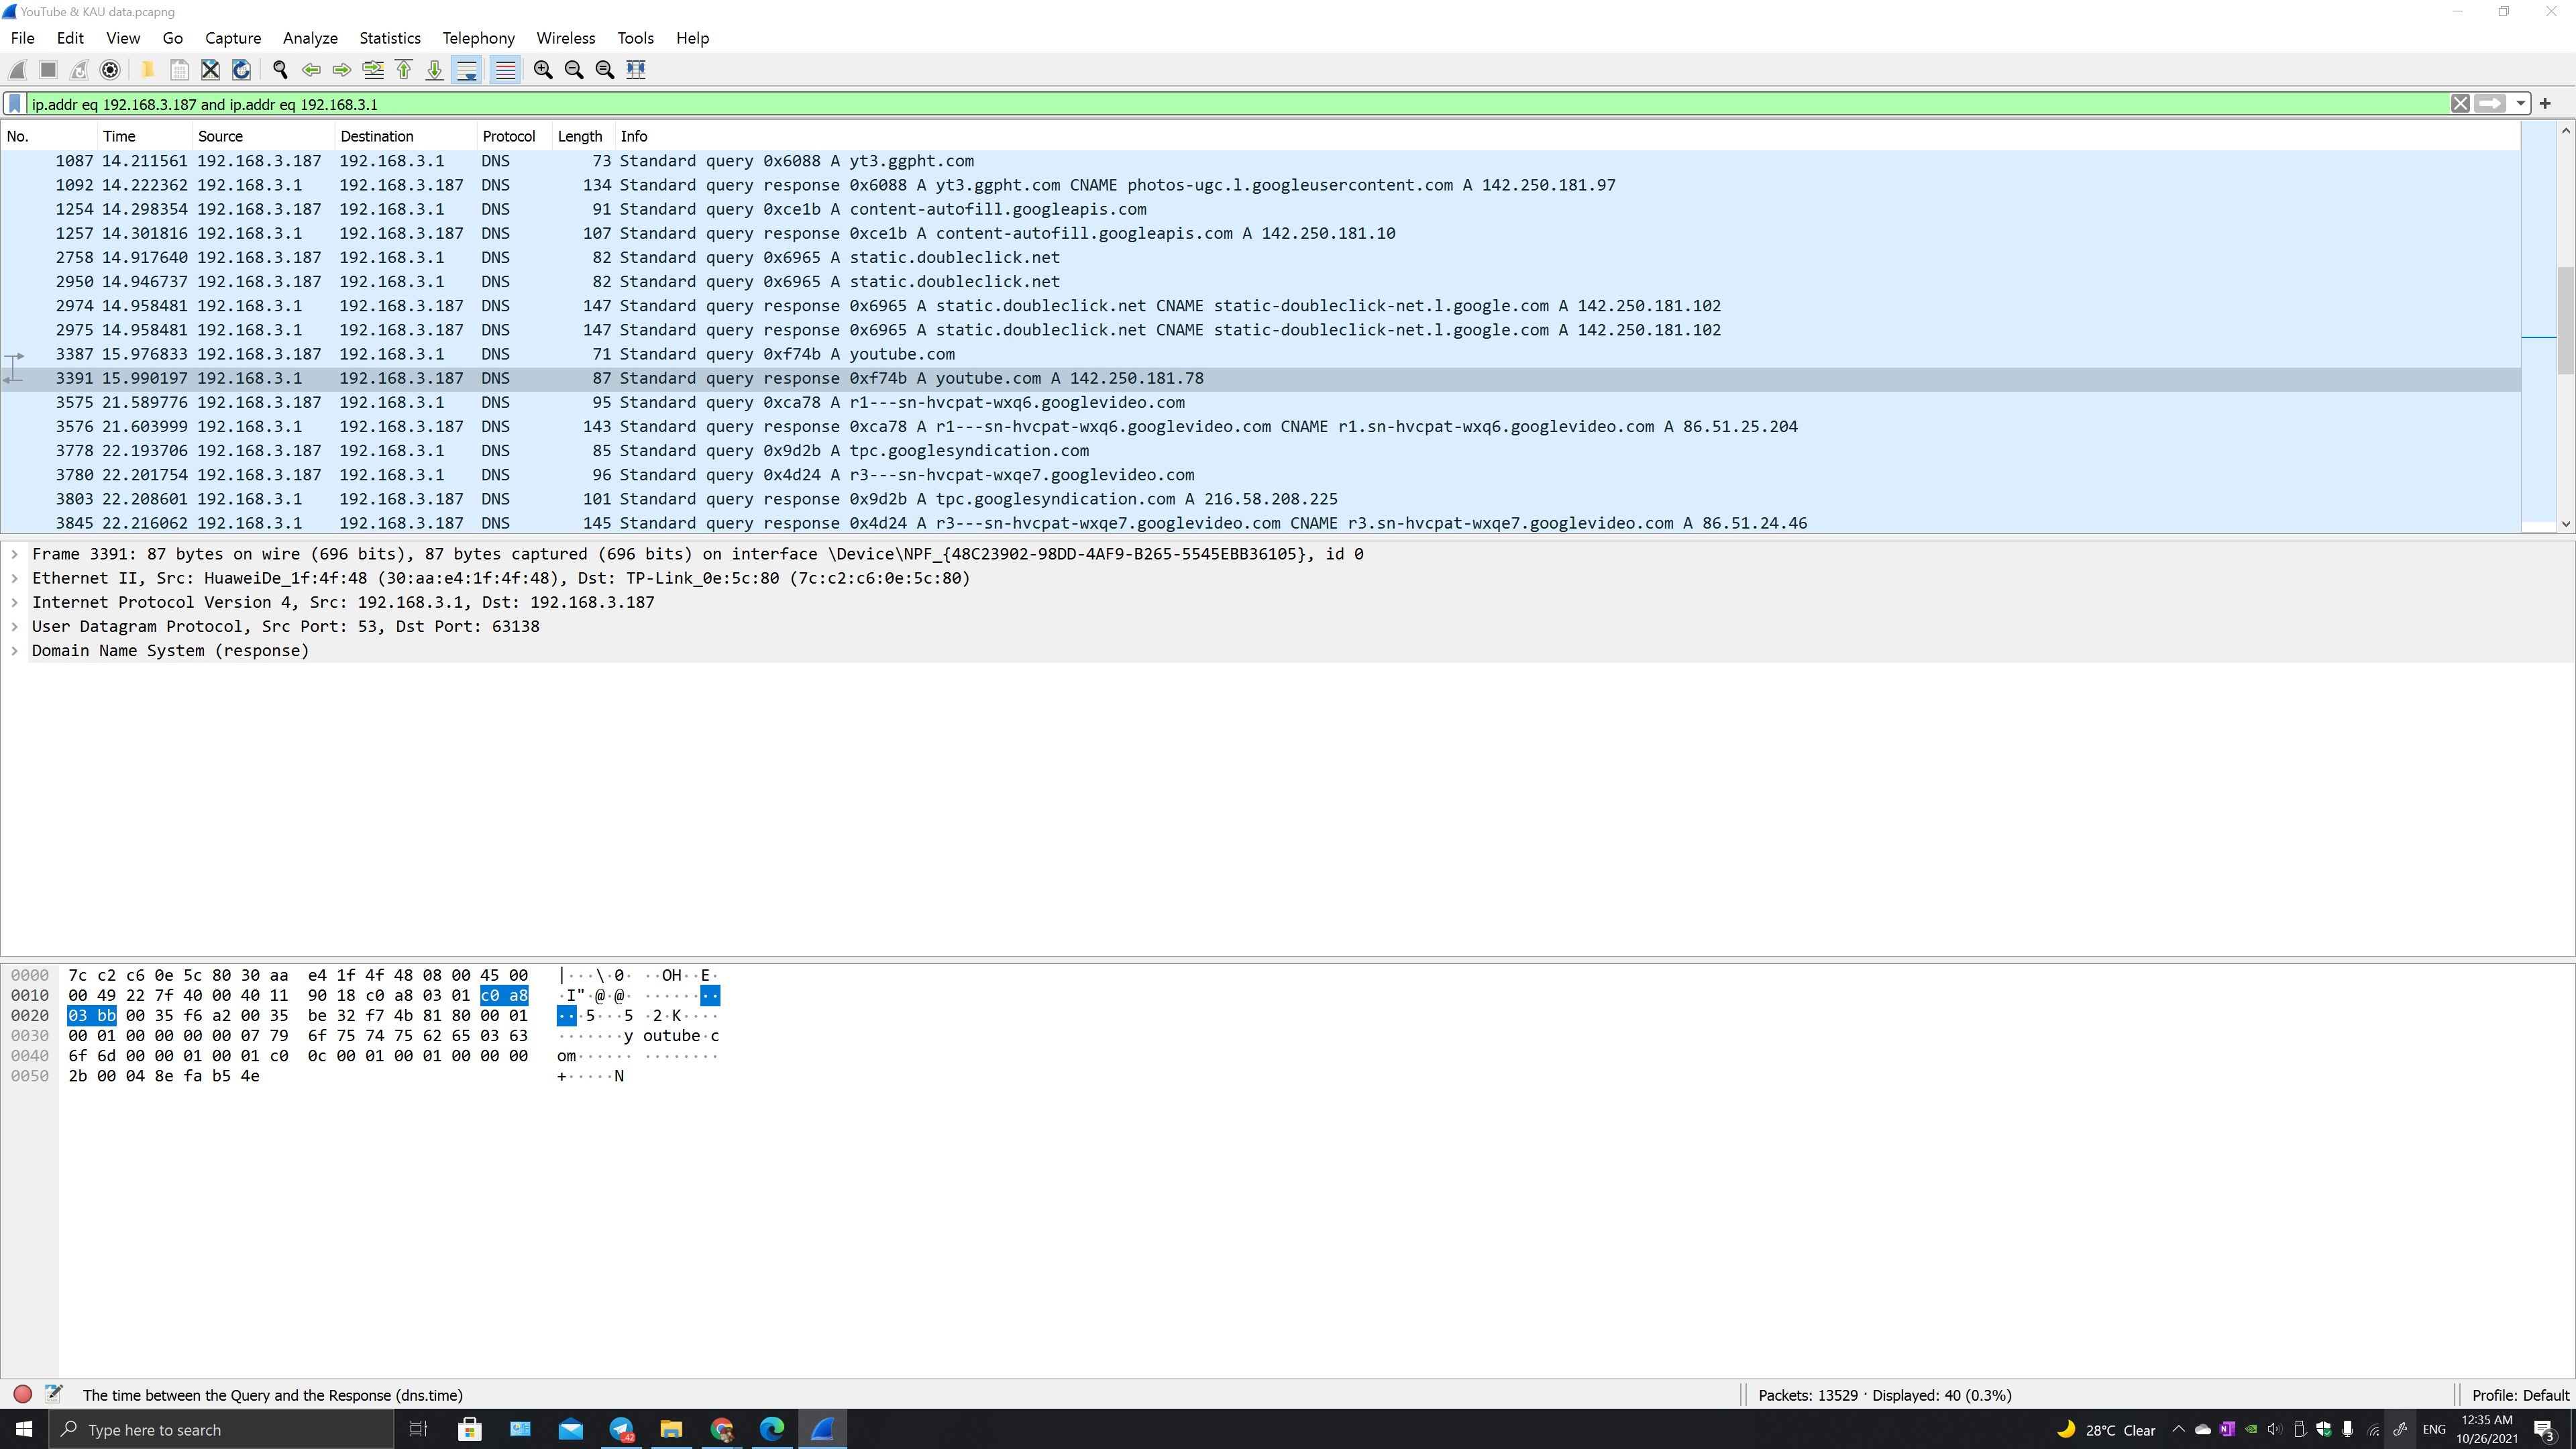 YouTube & KAU data.pcapng
File Edit View Go Capture Analyze Statistics Telephony Wireless Tools Help
ip.addr eq 192.168.3.187 and ip.addr eq 192.168.3.1
No. Time Source Destination Protocol Length Info
1087 14.211561 192.168.3.187 192.168.3.1 DNS 73 Standard query 0x6088 A yt3.ggpht.com
1092 14.222362 192.168.3.1 192.168.3.187 DNS 134 Standard query response 0x6088 A yt3.ggpht.com CNAME photos-ugc.l.googleusercontent.com A 142.250.181.97
1254 14.298354 192.168.3.187 192.168.3.1 DNS 91 Standard query 0xce1b A content-autofill.googleapis.com
1257 14.301816 192.168.3.1 192.168.3.187 DNS 107 Standard query response 0xce1b A content-autofill.googleapis.com A 142.250.181.10
2758 14.917640 192.168.3.187 192.168.3.1 DNS 82 Standard query 0x6965 A static.doubleclick.net
2950 14.946737 192.168.3.187 192.168.3.1 DNS 82 Standard query 0x6965 A static.doubleclick.net
2974 14.958481 192.168.3.1 192.168.3.187 DNS 147 Standard query response 0x6965 A static.doubleclick.net CNAME static-doubleclick-net.l.google.com A 142.250.181.102
2975 14.958481 192.168.3.1 192.168.3.187 DNS 147 Standard query response 0x6965 A static.doubleclick.net CNAME static-doubleclick-net.l.google.com A 142.250.181.102
3387 15.976833 192.168.3.187 192.168.3.1 DNS 71 Standard query 0xf74b A youtube.com
3391 15.990197 192.168.3.1 192.168.3.187 DNS 87 Standard query response 0xf74b A youtube.com A 142.250.181.78
3575 21.589776 192.168.3.187 192.168.3.1 DNS 95 Standard query 0xca78 A r1---sn-hvcpat-wxq6.googlevideo.com
3576 21.603999 192.168.3.1 192.168.3.187 DNS 143 Standard query response 0xca78 A r1---sn-hvcpat-wxq6.googlevideo.com CNAME r1.sn-hvcpat-wxq6.googlevideo.com A 86.51.25.204
3778 22.193706 192.168.3.187 192.168.3.1 DNS 85 Standard query 0x9d2b A tpc.googlesyndication.com
3780 22.201754 192.168.3.187 192.168.3.1 DNS 96 Standard query 0x4d24 A r3---sn-hvcpat-wxqe7.googlevideo.com
3803 22.208601 192.168.3.1 192.168.3.187 DNS 101 Standard query response 0x9d2b A tpc.googlesyndication.com A 216.58.208.225
3845 22.216062 192.168.3.1 192.168.3.187 DNS 145 Standard query response 0x4d24 A r3---sn-hvcpat-wxqe7.googlevideo.com CNAME r3.sn-hvcpat-wxqe7.googlevideo.com A 86.51.24.46
Frame 3391: 87 bytes on wire (696 bits), 87 bytes captured (696 bits) on interface \Device\NPF_{48C23902-98DD-4AF9-B265-5545EBB36105}, id 0
Ethernet II, Src: HuaweiDe_1f:4f:48 (30:aa:e4:1f:4f:48), Dst: TP-Link_0e:5c:80 (7c:c2:c6:0e:5c:80)
Internet Protocol Version 4, Src: 192.168.3.1, Dst: 192.168.3.187
User Datagram Protocol, Src Port: 53, Dst Port: 63138
Domain Name System (response)
0000 7c c2 c6 0e 5c 80 30 aa e4 1f 4f 48 08 00 45 00 |···\·0· ··OH··E·
0010 00 49 22 7f 40 00 40 11 90 18 c0 a8 03 01 c0 a8 ·I"·@·@· ········
0020 03 bb 00 35 f6 a2 00 35 be 32 f7 4b 81 80 00 01 ···5···5 ·2·K····
0030 00 01 00 00 00 00 07 79 6f 75 74 75 62 65 03 63 ·······y outube·c
0040 6f 6d 00 00 01 00 01 c0 0c 00 01 00 01 00 00 00 om······ ········
0050 2b 00 04 8e fa b5 4e +·····N
The time between the Query and the Response (dns.time) Packets: 13529 · Displayed: 40 (0.3%) Profile: Default
Type here to search 42 28°C Clear ENG 12:35 AM 10/26/2021 3